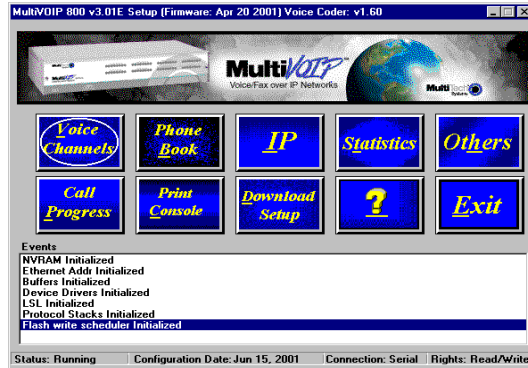 MultiVOIP 800 v3.01E Setup (Firmware: Apr 20 2001) Voice Coder: v1.60
MultiVOIP
Voice/Fax over IP Networks
MultiTech
Systems
Voice Channels
Phone Book
IP
Statistics
Others
Call Progress
Print Console
Download Setup
?
Exit
Events
NVRAM Initialized
Ethernet Addr Initialized
Buffers Initialized
Device Drivers Initialized
LSL Initialized
Protocol Stacks Initialized
Flash write scheduler Initialized
Status: Running Configuration Date: Jun 15, 2001 Connection: Serial Rights: Read/Write